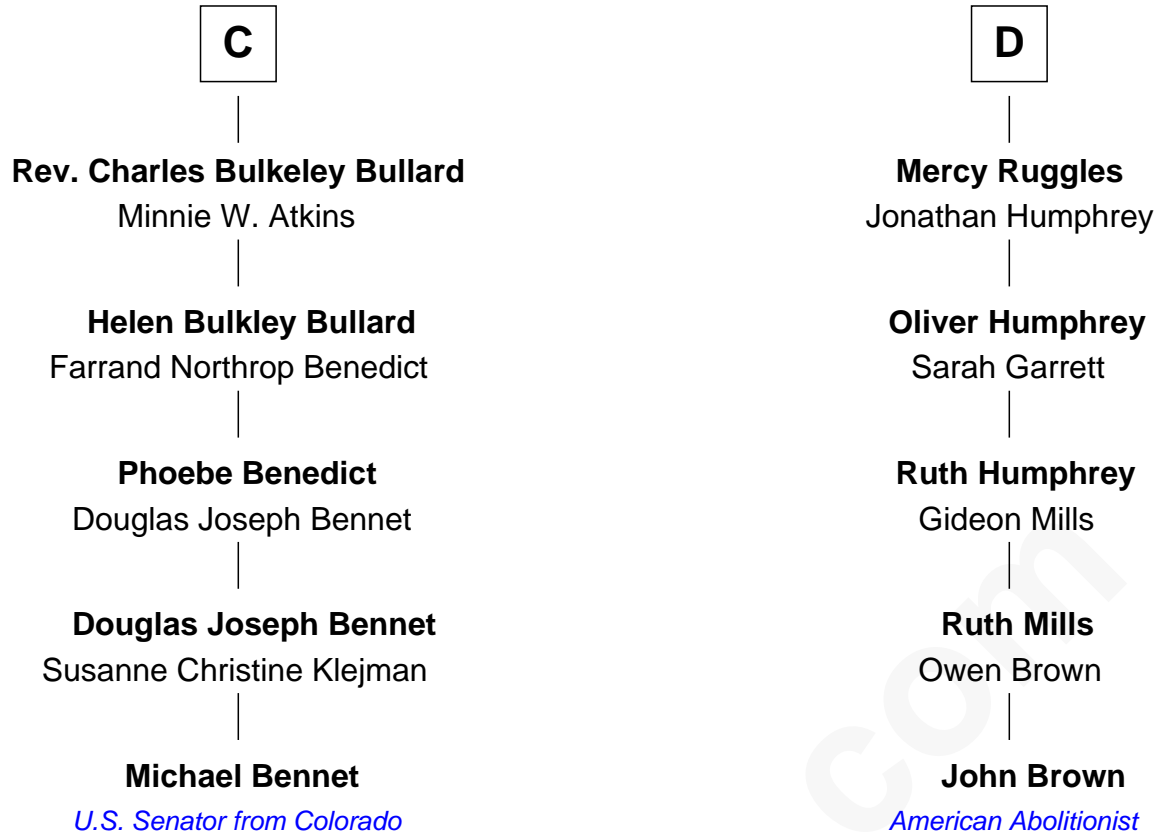 C
Rev. Charles Bulkeley Bullard
Minnie W. Atkins
Helen Bulkley Bullard
Farrand Northrop Benedict
Phoebe Benedict
Douglas Joseph Bennet
Douglas Joseph Bennet
Susanne Christine Klejman
Michael Bennet
U.S. Senator from Colorado
D
Mercy Ruggles
Jonathan Humphrey
Oliver Humphrey
Sarah Garrett
Ruth Humphrey
Gideon Mills
Ruth Mills
Owen Brown
John Brown
American Abolitionist
com